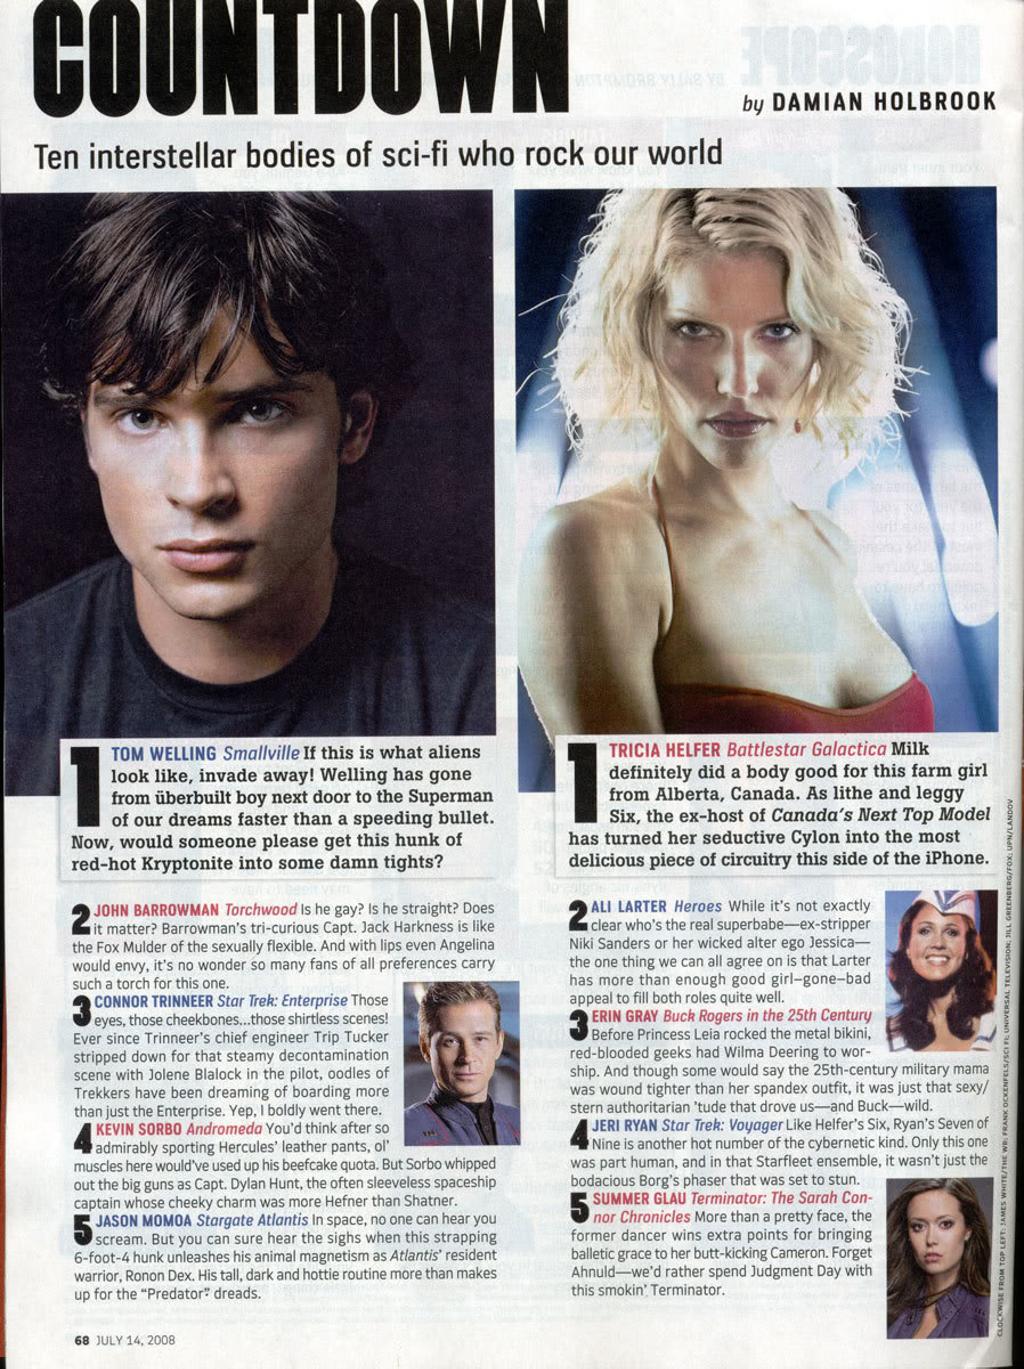 COUNTDOWN
by DAMIAN HOLBROOK
Ten interstellar bodies of sci-fi who rock our world
1 TOM WELLING Smallville If this is what aliens
look like, invade away! Welling has gone
from überbuilt boy next door to the Superman
of our dreams faster than a speeding bullet.
Now, would someone please get this hunk of
red-hot Kryptonite into some damn tights?
2 JOHN BARROWMAN Torchwood Is he gay? Is he straight? Does
it matter? Barrowman's tri-curious Capt. Jack Harkness is like
the Fox Mulder of the sexually flexible. And with lips even Angelina
would envy, it's no wonder so many fans of all preferences carry
such a torch for this one.
3 CONNOR TRINNEER Star Trek: Enterprise Those
eyes, those cheekbones...those shirtless scenes!
Ever since Trinneer's chief engineer Trip Tucker
stripped down for that steamy decontamination
scene with Jolene Blalock in the pilot, oodles of
Trekkers have been dreaming of boarding more
than just the Enterprise. Yep, I boldly went there.
4 KEVIN SORBO Andromeda You'd think after so
admirably sporting Hercules' leather pants, ol'
muscles here would've used up his beefcake quota. But Sorbo whipped
out the big guns as Capt. Dylan Hunt, the often sleeveless spaceship
captain whose cheeky charm was more Hefner than Shatner.
5 JASON MOMOA Stargate Atlantis In space, no one can hear you
scream. But you can sure hear the sighs when this strapping
6-foot-4 hunk unleashes his animal magnetism as Atlantis' resident
warrior, Ronon Dex. His tall, dark and hottie routine more than makes
up for the "Predator" dreads.
1 TRICIA HELFER Battlestar Galactica Milk
definitely did a body good for this farm girl
from Alberta, Canada. As lithe and leggy
Six, the ex-host of Canada's Next Top Model
has turned her seductive Cylon into the most
delicious piece of circuitry this side of the iPhone.
2 ALI LARTER Heroes While it's not exactly
clear who's the real superbabe—ex-stripper
Niki Sanders or her wicked alter ego Jessica—
the one thing we can all agree on is that Larter
has more than enough good girl–gone–bad
appeal to fill both roles quite well.
3 ERIN GRAY Buck Rogers in the 25th Century
Before Princess Leia rocked the metal bikini,
red-blooded geeks had Wilma Deering to wor-
ship. And though some would say the 25th-century military mama
was wound tighter than her spandex outfit, it was just that sexy/
stern authoritarian 'tude that drove us—and Buck—wild.
4 JERI RYAN Star Trek: Voyager Like Helfer's Six, Ryan's Seven of
Nine is another hot number of the cybernetic kind. Only this one
was part human, and in that Starfleet ensemble, it wasn't just the
bodacious Borg's phaser that was set to stun.
5 SUMMER GLAU Terminator: The Sarah Con-
nor Chronicles More than a pretty face, the
former dancer wins extra points for bringing
balletic grace to her butt-kicking Cameron. Forget
Ahnuld—we'd rather spend Judgment Day with
this smokin' Terminator.
CLOCKWISE FROM TOP LEFT: JAMES WHITE/THE WB; FRANK OCKENFELS/SCI FI; UNIVERSAL TELEVISION; JILL GREENBERG/FOX; UPN/LANDOV
68 JULY 14, 2008